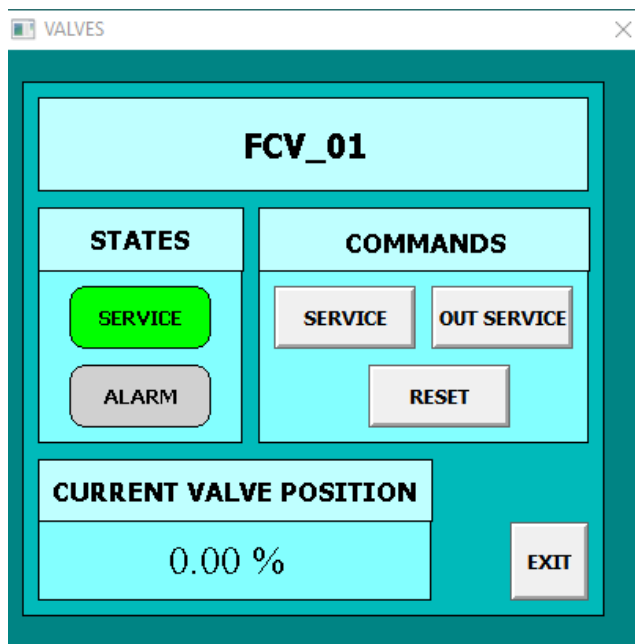 VALVES
FCV_01
STATES
COMMANDS
SERVICE
SERVICE
OUT SERVICE
ALARM
RESET
CURRENT VALVE POSITION
0.00 %
EXIT